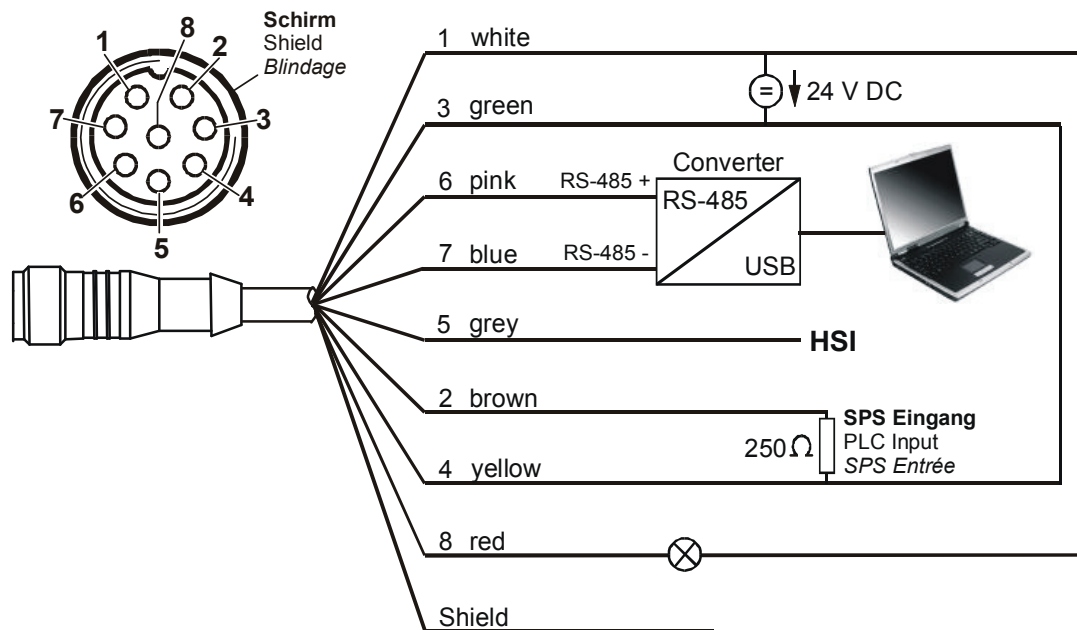 Schirm
Shield
Blindage
8
1
2
7
3
6
4
5
1 white
24 V DC
3 green
Converter
6 pink
RS-485 +
RS-485
7 blue
RS-485 -
USB
5 grey
HSI
2 brown
SPS Eingang
250 Ω
PLC Input
SPS Entrée
4 yellow
8 red
Shield